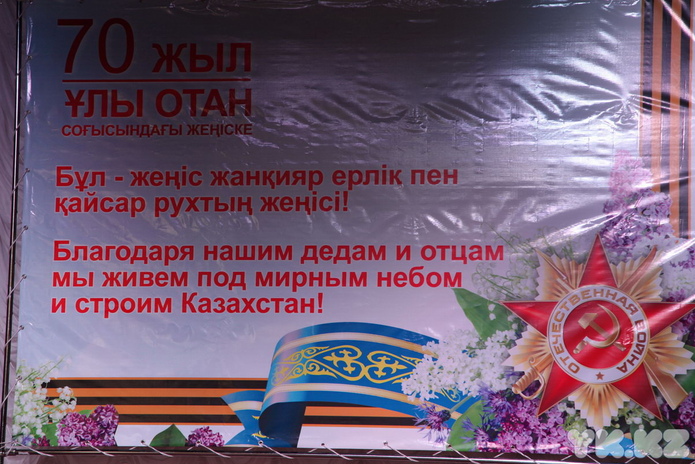 70 ЖЫЛ
ҰЛЫ ОТАН
СОҒЫСЫНДАҒЫ ЖЕҢІСКЕ
Бұл - жеңіс жанқияр ерлік пен
қайсар рухтың жеңісі!
Благодаря нашим дедам и отцам
мы живем под мирным небом
и строим Казахстан!
ОТЕЧЕСТВЕННАЯ ВОЙНА
YK.KZ